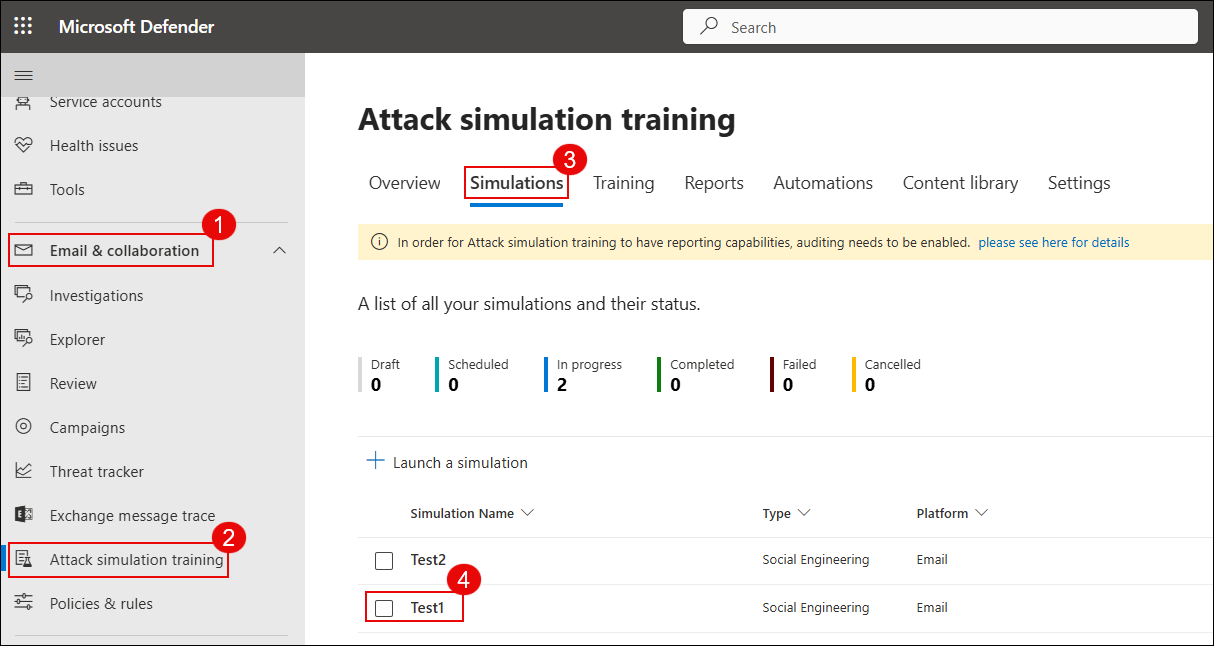 Microsoft Defender
Search
Service accounts
Health issues
Tools
1
Email & collaboration
Investigations
Explorer
Review
Campaigns
Threat tracker
Exchange message trace
2
Attack simulation training
Policies & rules
Attack simulation training
3
Overview Simulations Training Reports Automations Content library Settings
In order for Attack simulation training to have reporting capabilities, auditing needs to be enabled. please see here for details
A list of all your simulations and their status.
Draft Scheduled In progress Completed Failed Cancelled
0 0 2 0 0 0
Launch a simulation
Simulation Name Type Platform
Test2 Social Engineering Email
4
Test1 Social Engineering Email